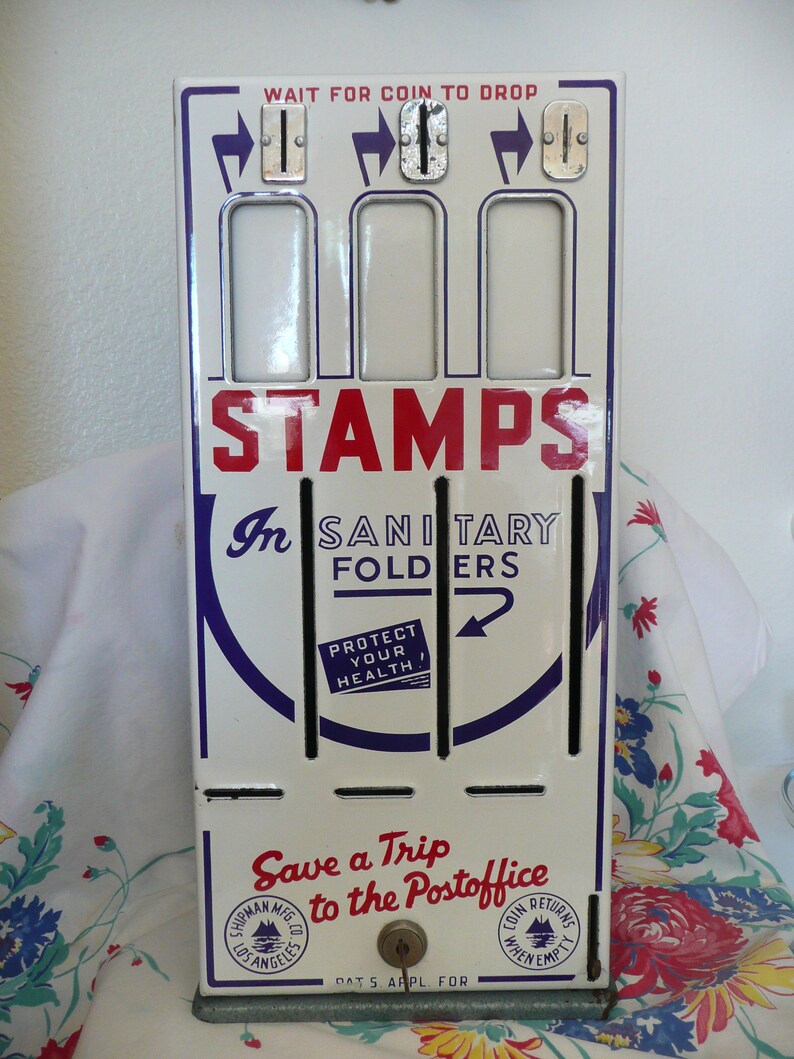 WAIT FOR COIN TO DROP
STAMPS
In SANITARY
FOLDERS
PROTECT
YOUR
HEALTH!
Save a Trip
to the Postoffice
SHIPMAN MFG. CO.
LOS ANGELES
COIN RETURNS
WHEN EMPTY
PATS. APPL. FOR